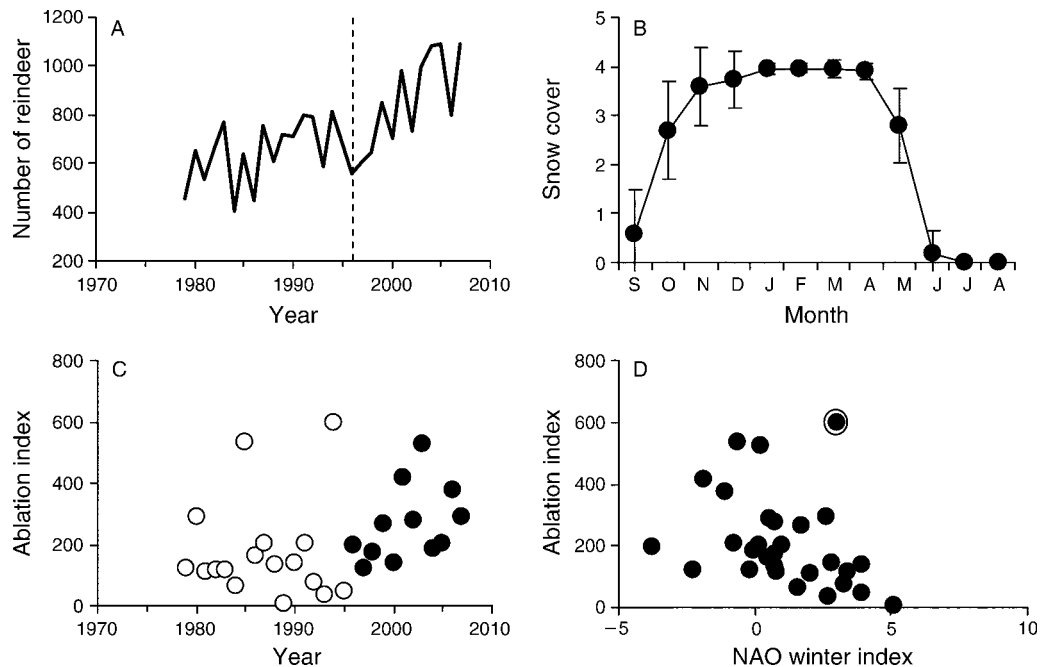 A
Number of reindeer
1200
1000
800
600
400
200
1970 1980 1990 2000 2010
Year
B
Snow cover
5
4
3
2
1
0
S O N D J F M A M J J A
Month
C
Ablation index
800
600
400
200
0
1970 1980 1990 2000 2010
Year
D
Ablation index
800
600
400
200
0
−5 0 5 10
NAO winter index